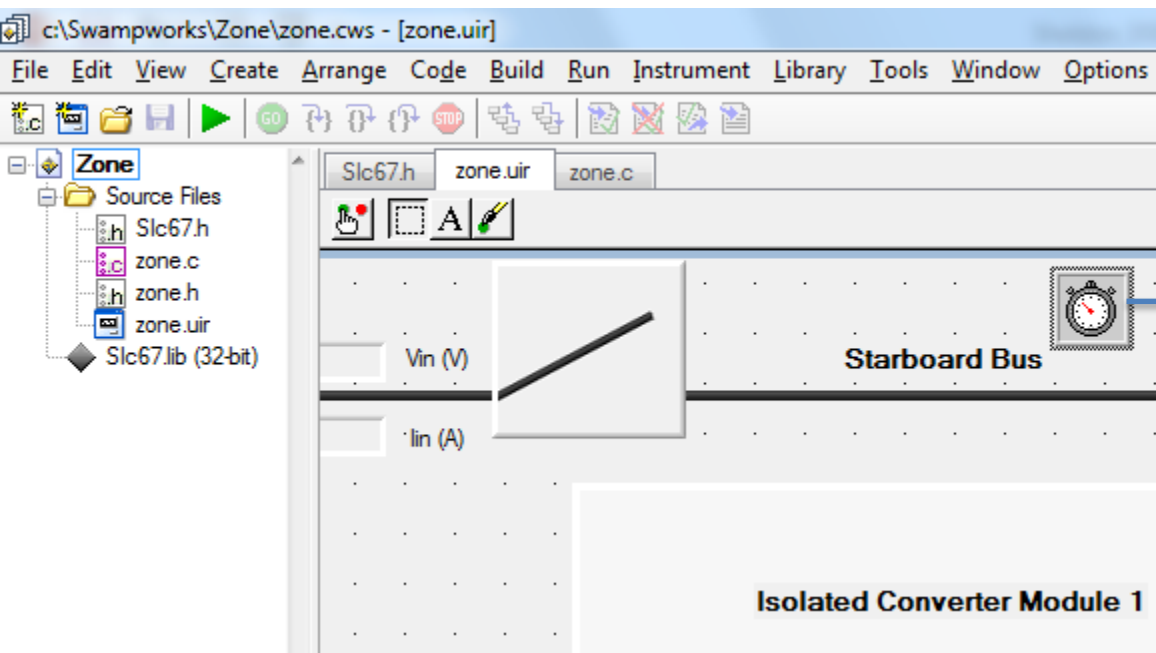 c:\Swampworks\Zone\zone.cws - [zone.uir]
File Edit View Create Arrange Code Build Run Instrument Library Tools Window Options
.c GO STOP
Zone
Source Files
.h Slc67.h
.c zone.c
.h zone.h
zone.uir
Slc67.lib (32-bit)
Slc67.h zone.uir zone.c
A
Vin (V)
Starboard Bus
Iin (A)
Isolated Converter Module 1